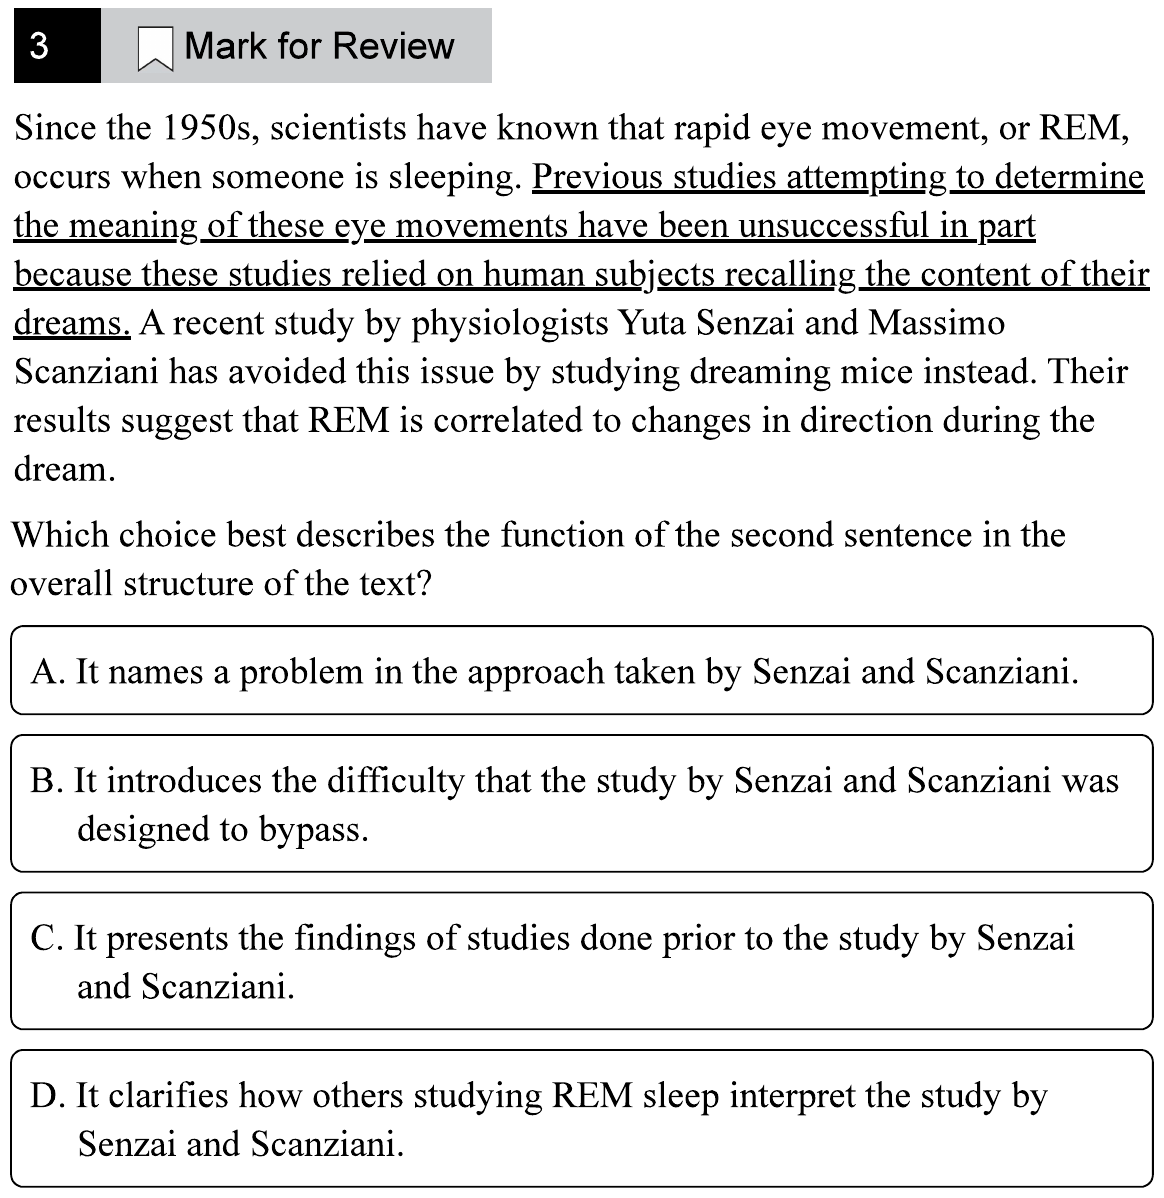 3 Mark for Review
Since the 1950s, scientists have known that rapid eye movement, or REM,
occurs when someone is sleeping. Previous studies attempting to determine
the meaning of these eye movements have been unsuccessful in part
because these studies relied on human subjects recalling the content of their
dreams. A recent study by physiologists Yuta Senzai and Massimo
Scanziani has avoided this issue by studying dreaming mice instead. Their
results suggest that REM is correlated to changes in direction during the
dream.
Which choice best describes the function of the second sentence in the
overall structure of the text?
A. It names a problem in the approach taken by Senzai and Scanziani.
B. It introduces the difficulty that the study by Senzai and Scanziani was
designed to bypass.
C. It presents the findings of studies done prior to the study by Senzai
and Scanziani.
D. It clarifies how others studying REM sleep interpret the study by
Senzai and Scanziani.